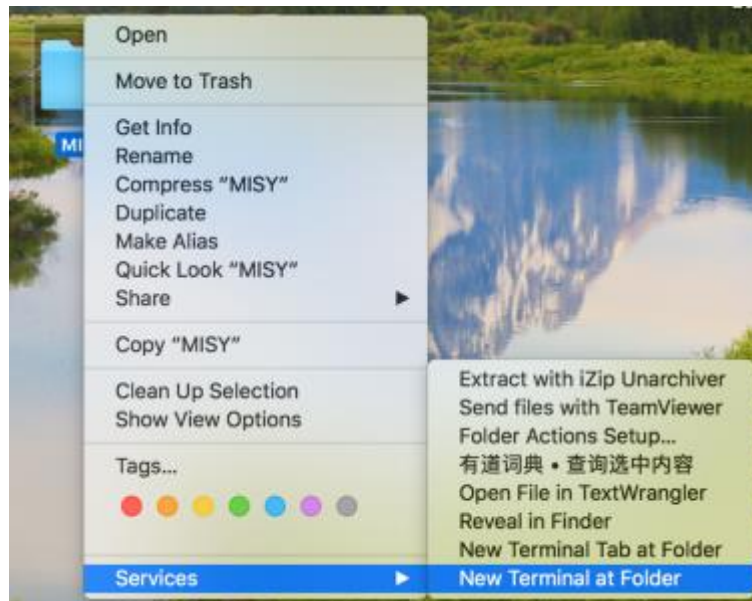 MI
Open
Move to Trash
Get Info
Rename
Compress “MISY”
Duplicate
Make Alias
Quick Look “MISY”
Share
Copy “MISY”
Clean Up Selection
Show View Options
Tags...
Services
Extract with iZip Unarchiver
Send files with TeamViewer
Folder Actions Setup...
有道词典 • 查询选中内容
Open File in TextWrangler
Reveal in Finder
New Terminal Tab at Folder
New Terminal at Folder